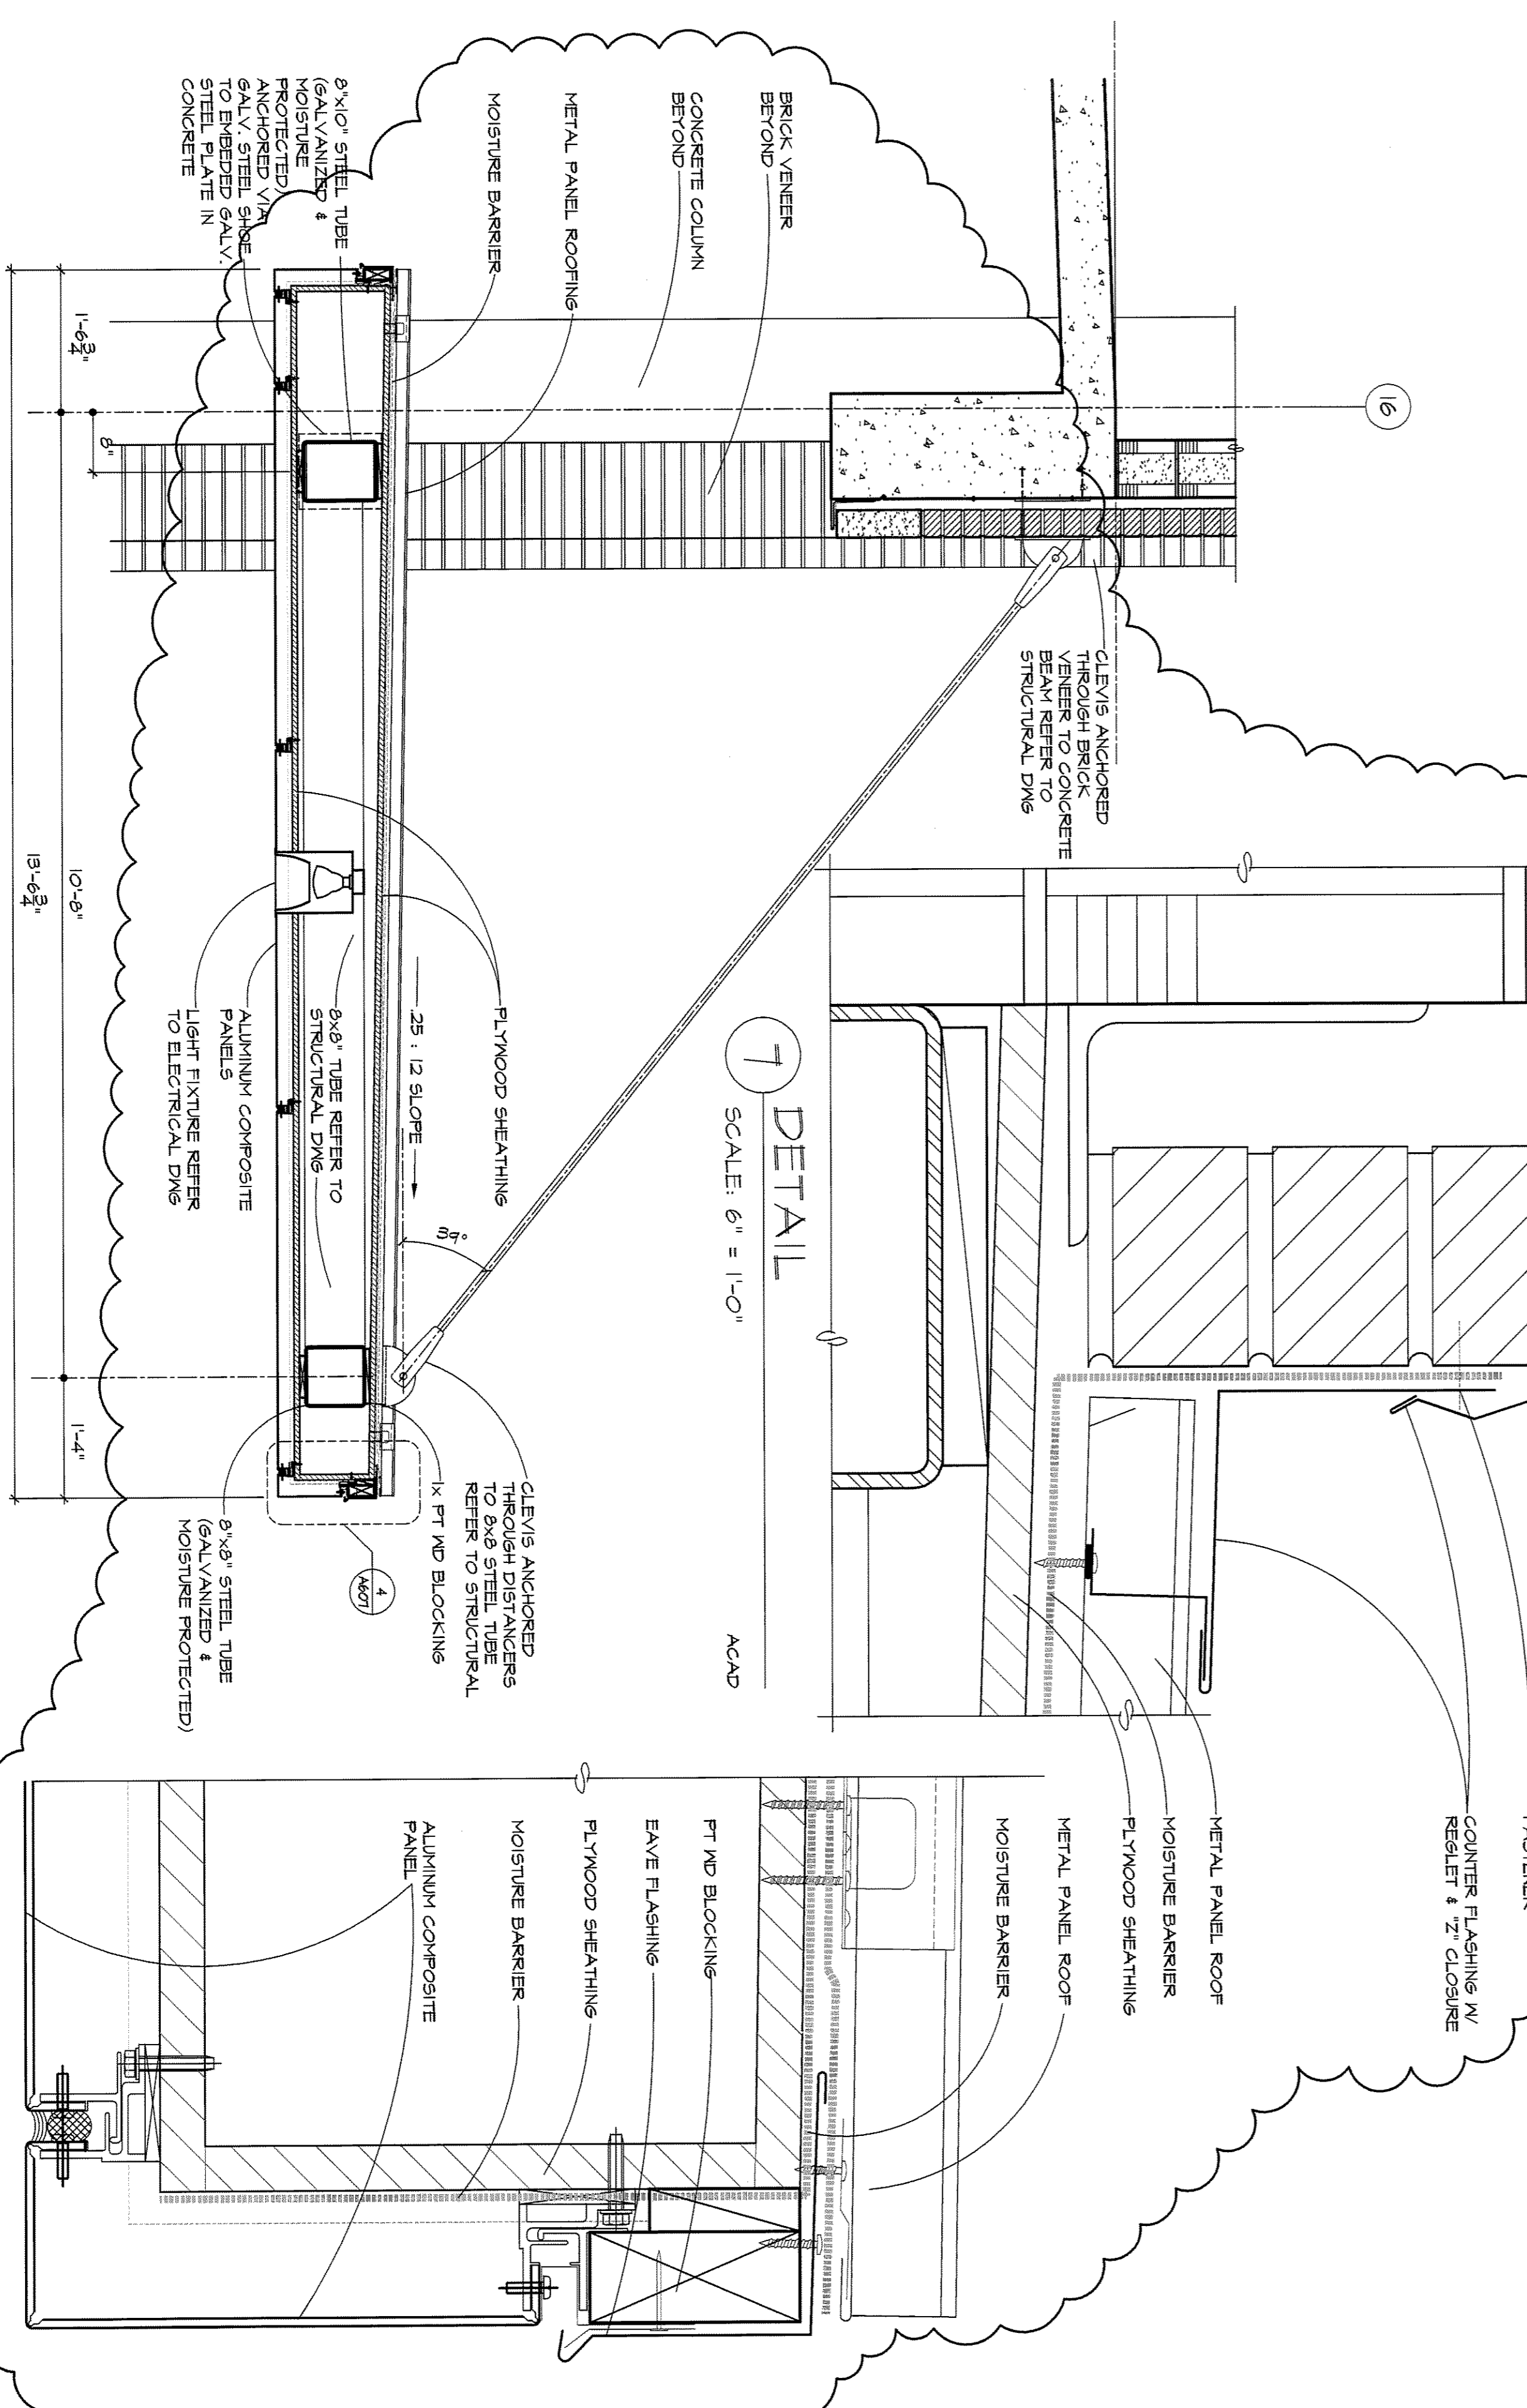 16
BRICK VENEER
BEYOND
CONCRETE COLUMN
BEYOND
METAL PANEL ROOFING
MOISTURE BARRIER
8"x10" STEEL TUBE
(GALVANIZED &
MOISTURE
PROTECTED)
ANCHORED VIA
GALV. STEEL SHOE
TO EMBEDED GALV.
STEEL PLATE IN
CONCRETE
CLEVIS ANCHORED
THROUGH BRICK
VENEER TO CONCRETE
BEAM REFER TO
STRUCTURAL DWG
PLYWOOD SHEATHING
.25 : 12 SLOPE
39°
8x8" TUBE REFER TO
STRUCTURAL DWG
ALUMINUM COMPOSITE
PANELS
LIGHT FIXTURE REFER
TO ELECTRICAL DWG
CLEVIS ANCHORED
THROUGH DISTANCERS
TO 8x8 STEEL TUBE
REFER TO STRUCTURAL
1x PT WD BLOCKING
4
A607
8"x8" STEEL TUBE
(GALVANIZED &
MOISTURE PROTECTED)
1'-6 3/4"
8"
10'-8"
1'-4"
13'-6 3/4"
7
DETAIL
SCALE: 6" = 1'-0"
ACAD
FASTENER
COUNTER FLASHING W/
REGLET & "Z" CLOSURE
METAL PANEL ROOF
MOISTURE BARRIER
PLYWOOD SHEATHING
METAL PANEL ROOF
MOISTURE BARRIER
PT WD BLOCKING
EAVE FLASHING
PLYWOOD SHEATHING
MOISTURE BARRIER
ALUMINUM COMPOSITE
PANEL